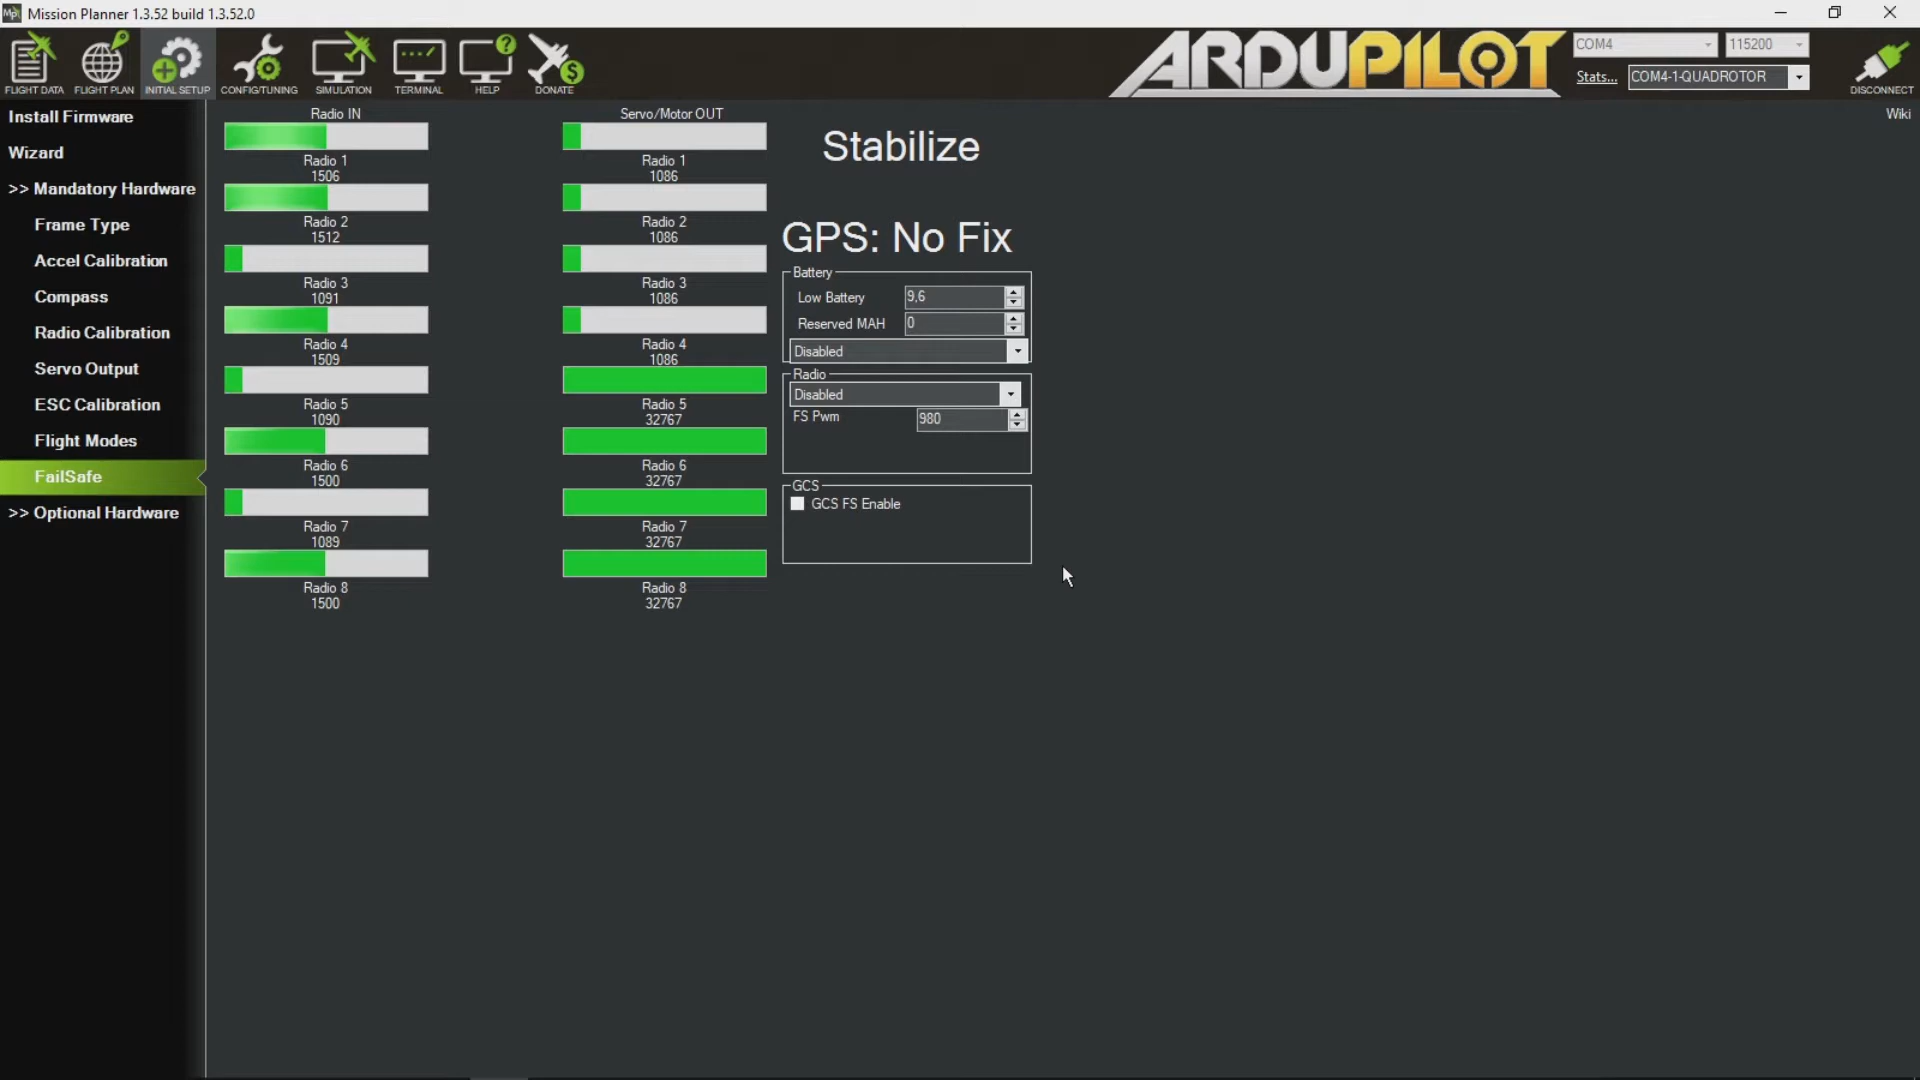 Mission Planner 1.3.52 build 1.3.52.0
FLIGHT DATA
FLIGHT PLAN
INITIAL SETUP
CONFIG/TUNING
SIMULATION
TERMINAL
HELP
DONATE
ARDUPILOT
COM4
115200
Stats...
COM4-1-QUADROTOR
DISCONNECT
Install Firmware
Wizard
>> Mandatory Hardware
Frame Type
Accel Calibration
Compass
Radio Calibration
Servo Output
ESC Calibration
Flight Modes
FailSafe
>> Optional Hardware
Radio IN
Radio 1
1506
Radio 2
1512
Radio 3
1091
Radio 4
1509
Radio 5
1090
Radio 6
1500
Radio 7
1089
Radio 8
1500
Servo/Motor OUT
Radio 1
1086
Radio 2
1086
Radio 3
1086
Radio 4
1086
Radio 5
32767
Radio 6
32767
Radio 7
32767
Radio 8
32767
Stabilize
GPS: No Fix
Battery
Low Battery 9,6
Reserved MAH 0
Disabled
Radio
Disabled
FS Pwm 980
GCS
GCS FS Enable
Wiki